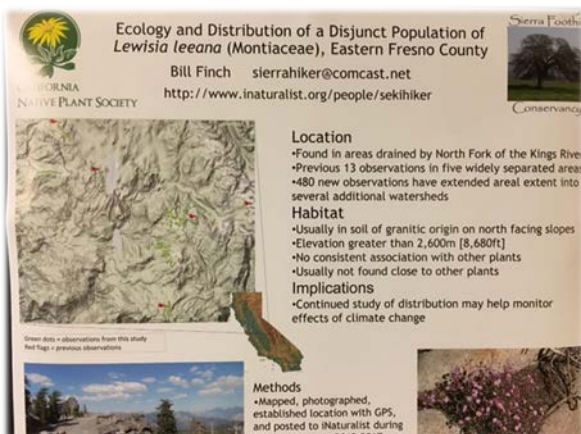 Ecology and Distribution of a Disjunct Population of
Lewisia leeana (Montiaceae), Eastern Fresno County
Bill Finch sierrahiker@comcast.net
http://www.inaturalist.org/people/sekihiker
NATIVE PLANT SOCIETY
Sierra Footh
Conservancy
Location
•Found in areas drained by North Fork of the Kings Rive
•Previous 13 observations in five widely separated areas
•480 new observations have extended areal extent into
several additional watersheds
Habitat
•Usually in soil of granitic origin on north facing slopes
•Elevation greater than 2,600m [8,680ft]
•No consistent association with other plants
•Usually not found close to other plants
Implications
•Continued study of distribution may help monitor
effects of climate change
Green dots = observations from this study
Red flags = previous observations
Methods
•Mapped, photographed,
established location with GPS,
and posted to iNaturalist during